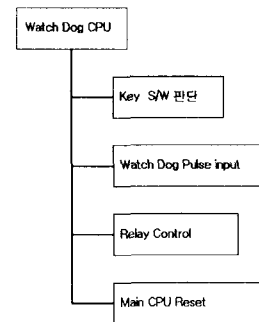 Watch Dog CPU
Key S/W 판단
Watch Dog Pulse input
Relay Control
Main CPU Reset